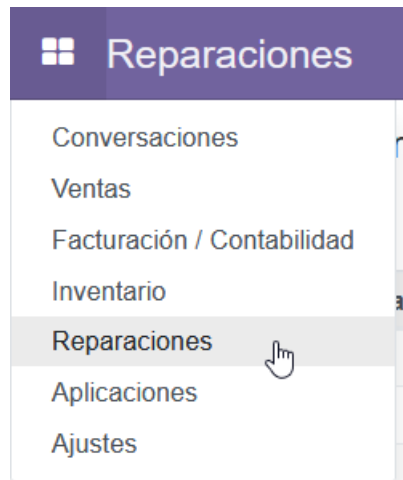 Reparaciones
Conversaciones
Ventas
Facturación / Contabilidad
Inventario
Reparaciones
Aplicaciones
Ajustes